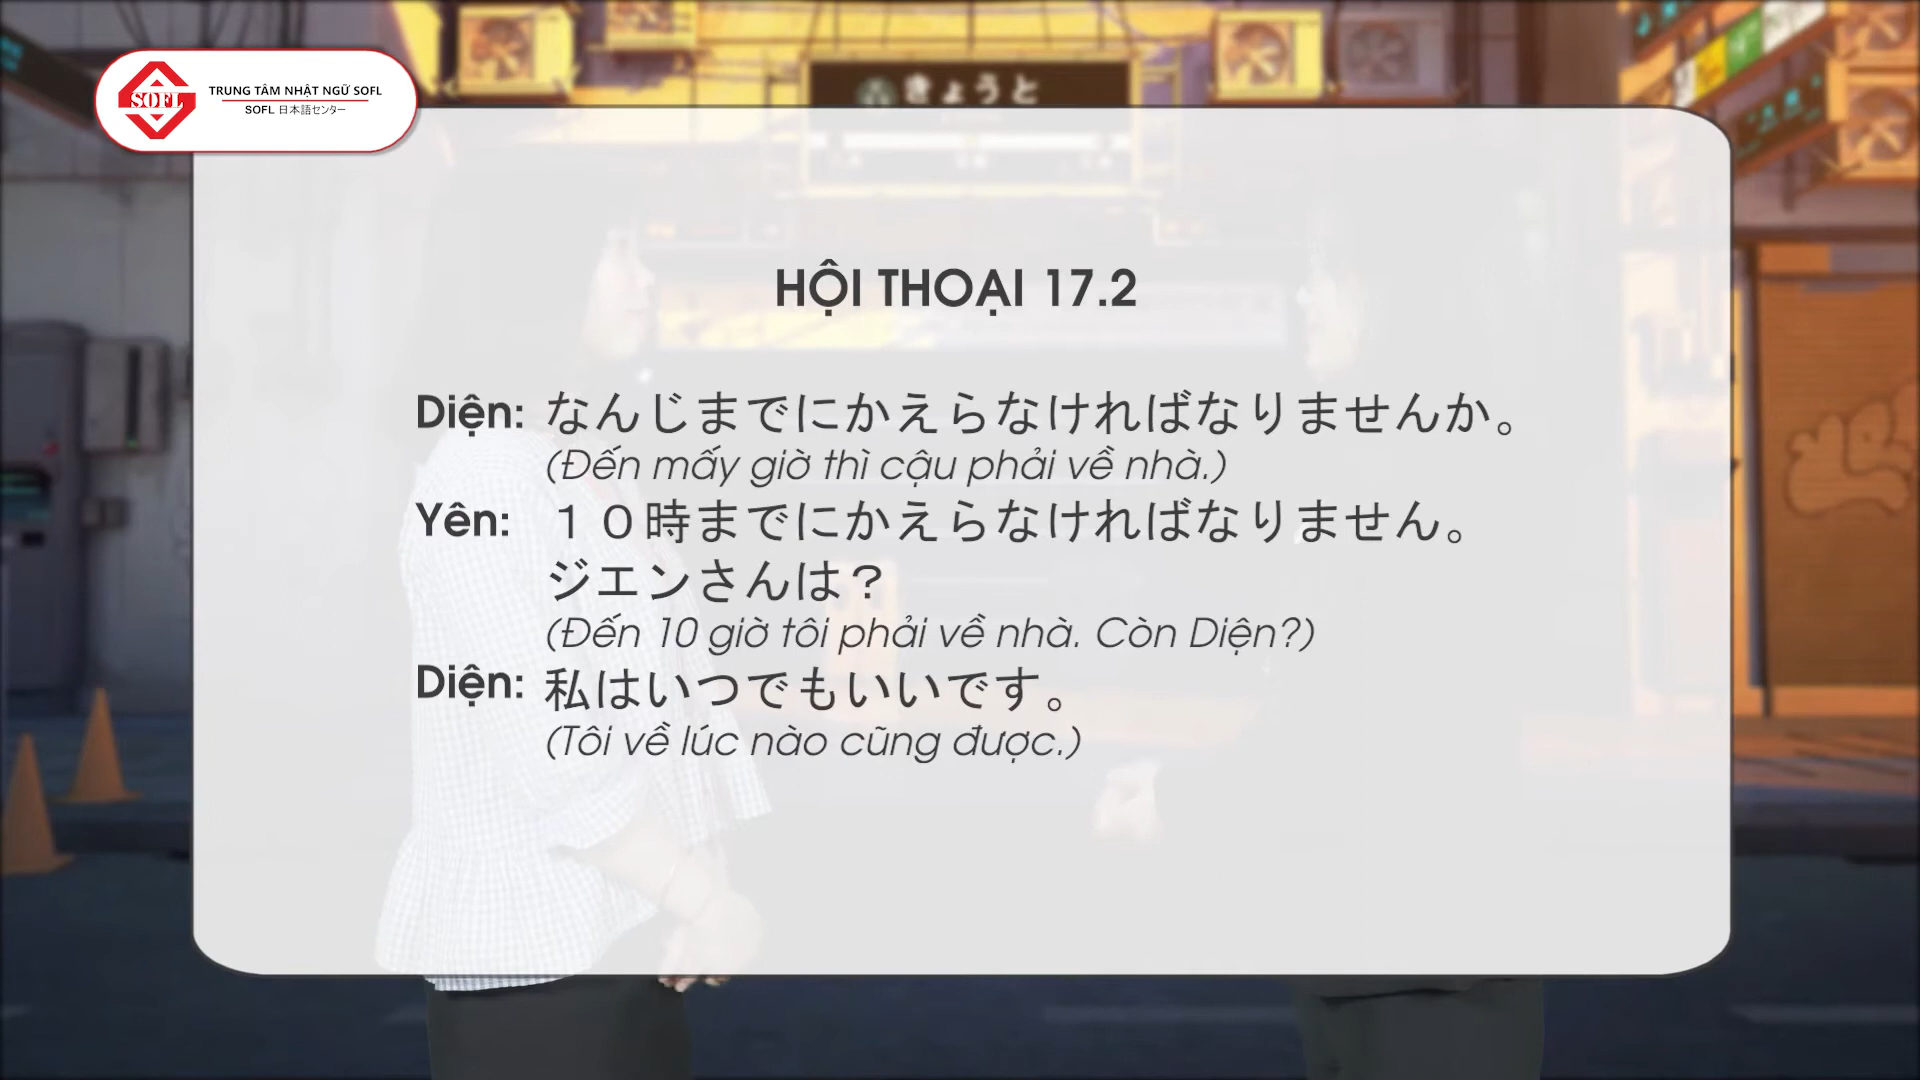 きょうと
SOFL
TRUNG TÂM NHẬT NGỮ SOFL
SOFL 日本語センター
HỘI THOẠI 17.2
Diện: なんじまでにかえらなければなりませんか。
(Đến mấy giờ thì cậu phải về nhà.)
Yên: １０時までにかえらなければなりません。
ジエンさんは？
(Đến 10 giờ tôi phải về nhà. Còn Diện?)
Diện: 私はいつでもいいです。
(Tôi về lúc nào cũng được.)